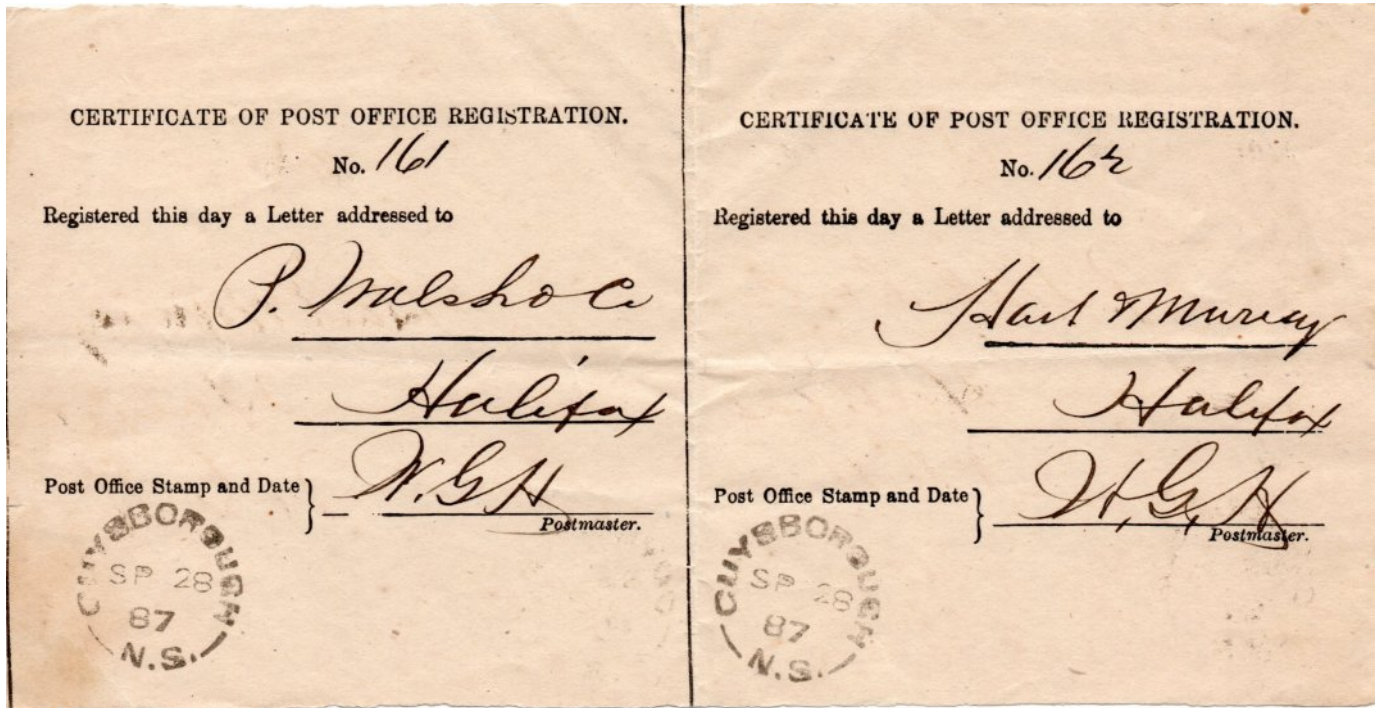 CERTIFICATE OF POST OFFICE REGISTRATION.
No. 161
Registered this day a Letter addressed to
P. Walsh & Co
Halifax
Post Office Stamp and Date }
W.G.H
Postmaster.
GUYSBOROUGH
SP 28
87
N.S.
CERTIFICATE OF POST OFFICE REGISTRATION.
No. 162
Registered this day a Letter addressed to
Hart Murray
Halifax
Post Office Stamp and Date }
W.G.H
Postmaster.
GUYSBOROUGH
SP 28
87
N.S.